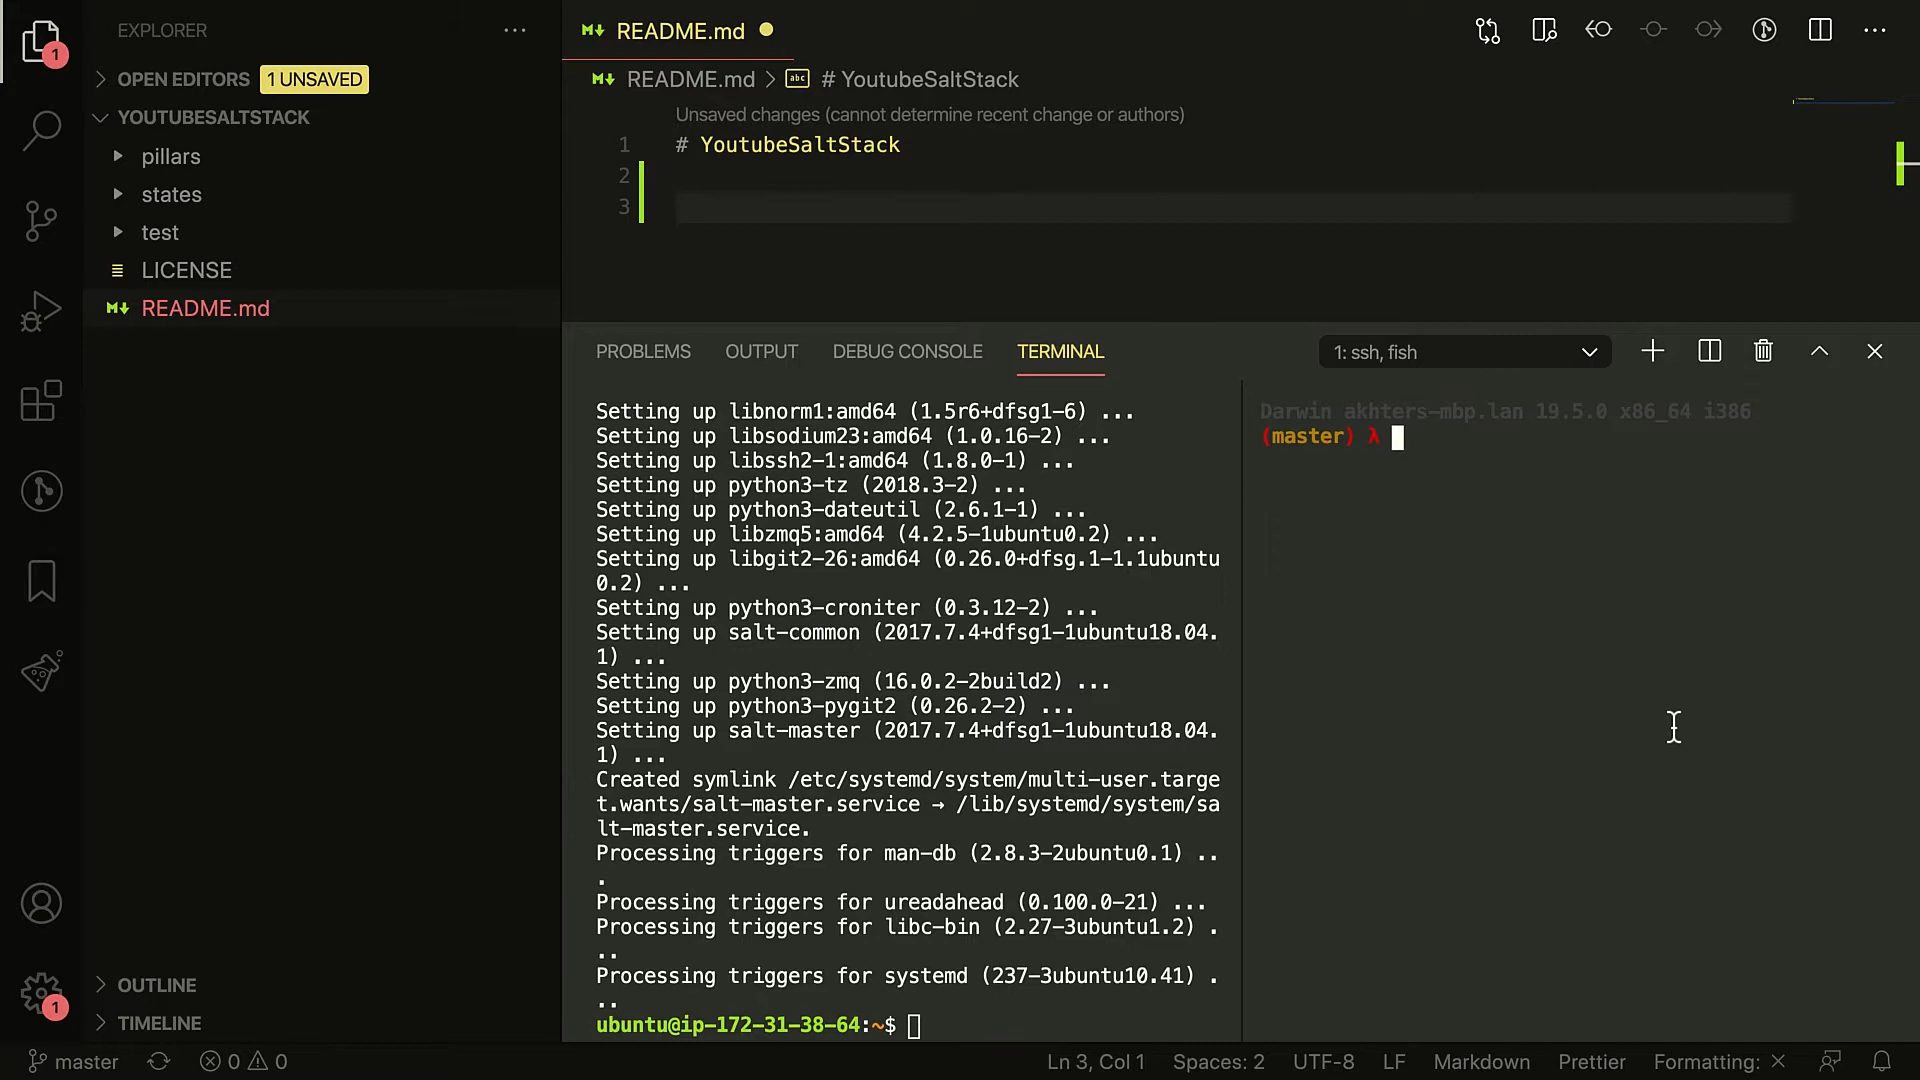 1
EXPLORER
OPEN EDITORS 1 UNSAVED
YOUTUBESALTSTACK
pillars
states
test
LICENSE
README.md
OUTLINE
TIMELINE
1
README.md
README.md > abc # YoutubeSaltStack
Unsaved changes (cannot determine recent change or authors)
1 # YoutubeSaltStack
2
3
PROBLEMS OUTPUT DEBUG CONSOLE TERMINAL 1: ssh, fish
Setting up libnorm1:amd64 (1.5r6+dfsg1-6) ...
Setting up libsodium23:amd64 (1.0.16-2) ...
Setting up libssh2-1:amd64 (1.8.0-1) ...
Setting up python3-tz (2018.3-2) ...
Setting up python3-dateutil (2.6.1-1) ...
Setting up libzmq5:amd64 (4.2.5-1ubuntu0.2) ...
Setting up libgit2-26:amd64 (0.26.0+dfsg.1-1.1ubuntu
0.2) ...
Setting up python3-croniter (0.3.12-2) ...
Setting up salt-common (2017.7.4+dfsg1-1ubuntu18.04.
1) ...
Setting up python3-zmq (16.0.2-2build2) ...
Setting up python3-pygit2 (0.26.2-2) ...
Setting up salt-master (2017.7.4+dfsg1-1ubuntu18.04.
1) ...
Created symlink /etc/systemd/system/multi-user.targe
t.wants/salt-master.service → /lib/systemd/system/sa
lt-master.service.
Processing triggers for man-db (2.8.3-2ubuntu0.1) ..
.
Processing triggers for ureadahead (0.100.0-21) ...
Processing triggers for libc-bin (2.27-3ubuntu1.2) .
..
Processing triggers for systemd (237-3ubuntu10.41) .
..
ubuntu@ip-172-31-38-64:~$
Darwin akhters-mbp.lan 19.5.0 x86_64 i386
(master) λ
master 0 0 Ln 3, Col 1 Spaces: 2 UTF-8 LF Markdown Prettier Formatting: ×